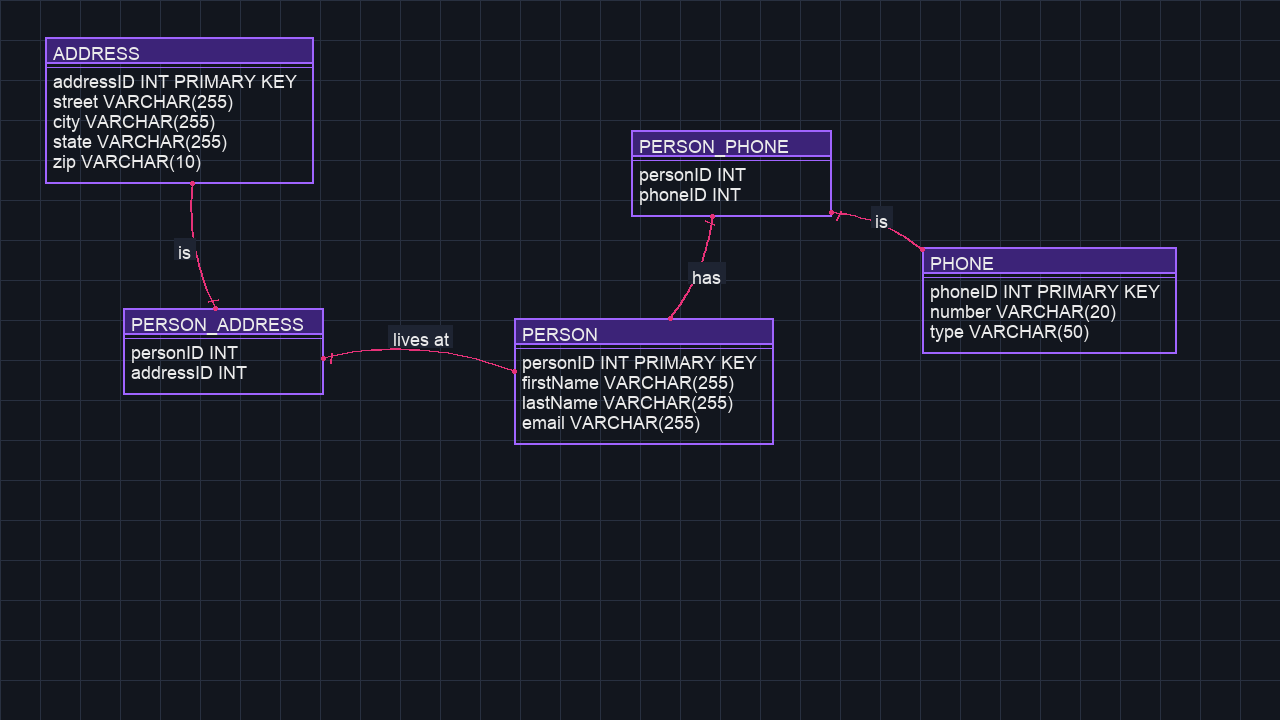 ADDRESS
addressID INT PRIMARY KEY
street VARCHAR(255)
city VARCHAR(255)
state VARCHAR(255)
zip VARCHAR(10)
is
PERSON_ADDRESS
personID INT
addressID INT
lives at
PERSON_PHONE
personID INT
phoneID INT
has
PERSON
personID INT PRIMARY KEY
firstName VARCHAR(255)
lastName VARCHAR(255)
email VARCHAR(255)
is
PHONE
phoneID INT PRIMARY KEY
number VARCHAR(20)
type VARCHAR(50)